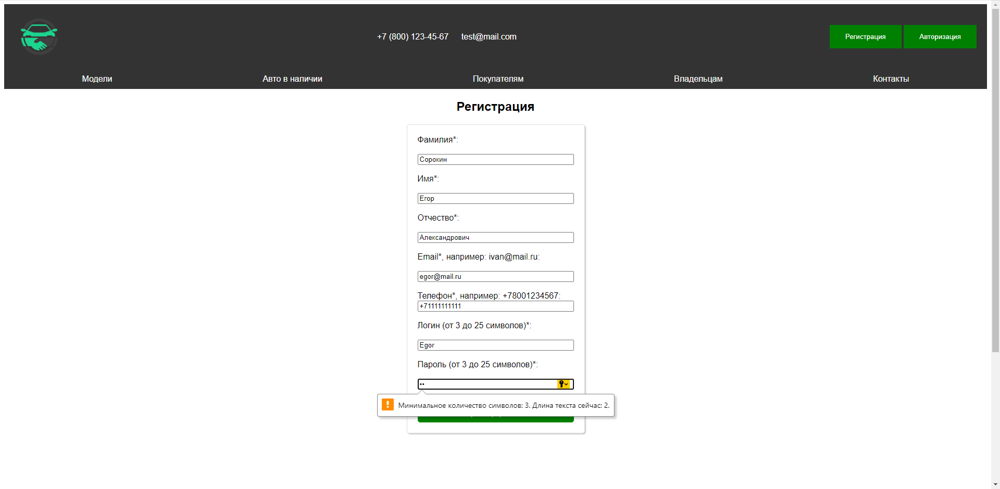 +7 (800) 123-45-67 test@mail.com
Регистрация Авторизация
Модели Авто в наличии Покупателям Владельцам Контакты
Регистрация
Фамилия*:
Сорокин
Имя*:
Егор
Отчество*:
Александрович
Email*, например: ivan@mail.ru:
egor@mail.ru
Телефон*, например: +78001234567:
+71111111111
Логин (от 3 до 25 символов)*:
Egor
Пароль (от 3 до 25 символов)*:
••
Минимальное количество символов: 3. Длина текста сейчас: 2.